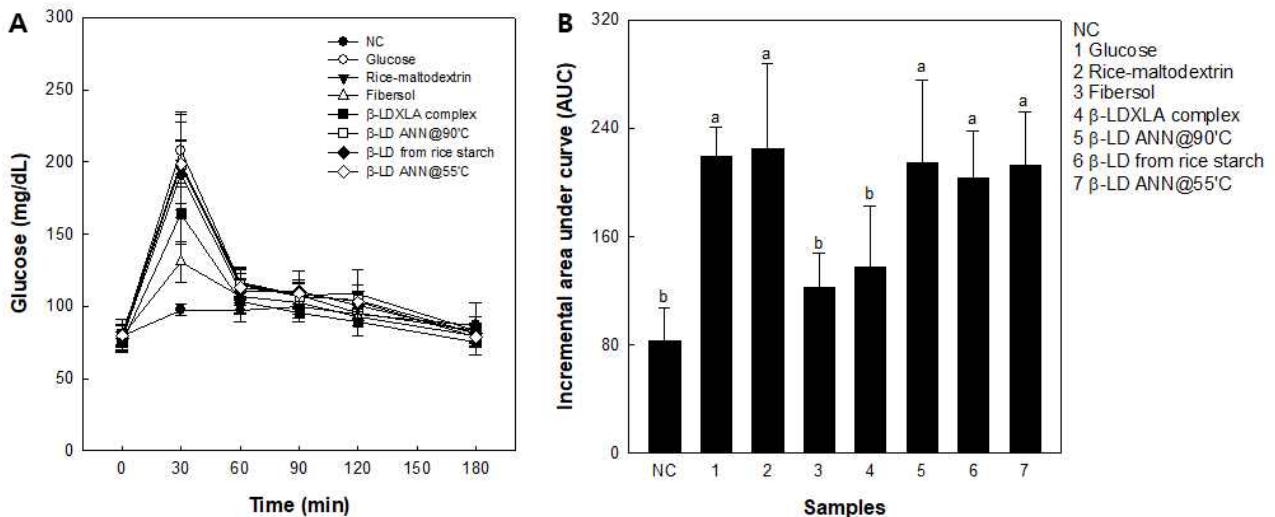 A
300
250
200
150
100
50
0
Glucose (mg/dL)
NC
Glucose
Rice-maltodextrin
Fibersol
β-LDXLA complex
β-LD ANN@90'C
β-LD from rice starch
β-LD ANN@55'C
0 30 60 90 120 150 180
Time (min)
B
320
240
160
80
0
Incremental area under curve (AUC)
b a a b b a a a
NC 1 2 3 4 5 6 7
Samples
NC
1 Glucose
2 Rice-maltodextrin
3 Fibersol
4 β-LDXLA complex
5 β-LD ANN@90'C
6 β-LD from rice starch
7 β-LD ANN@55'C